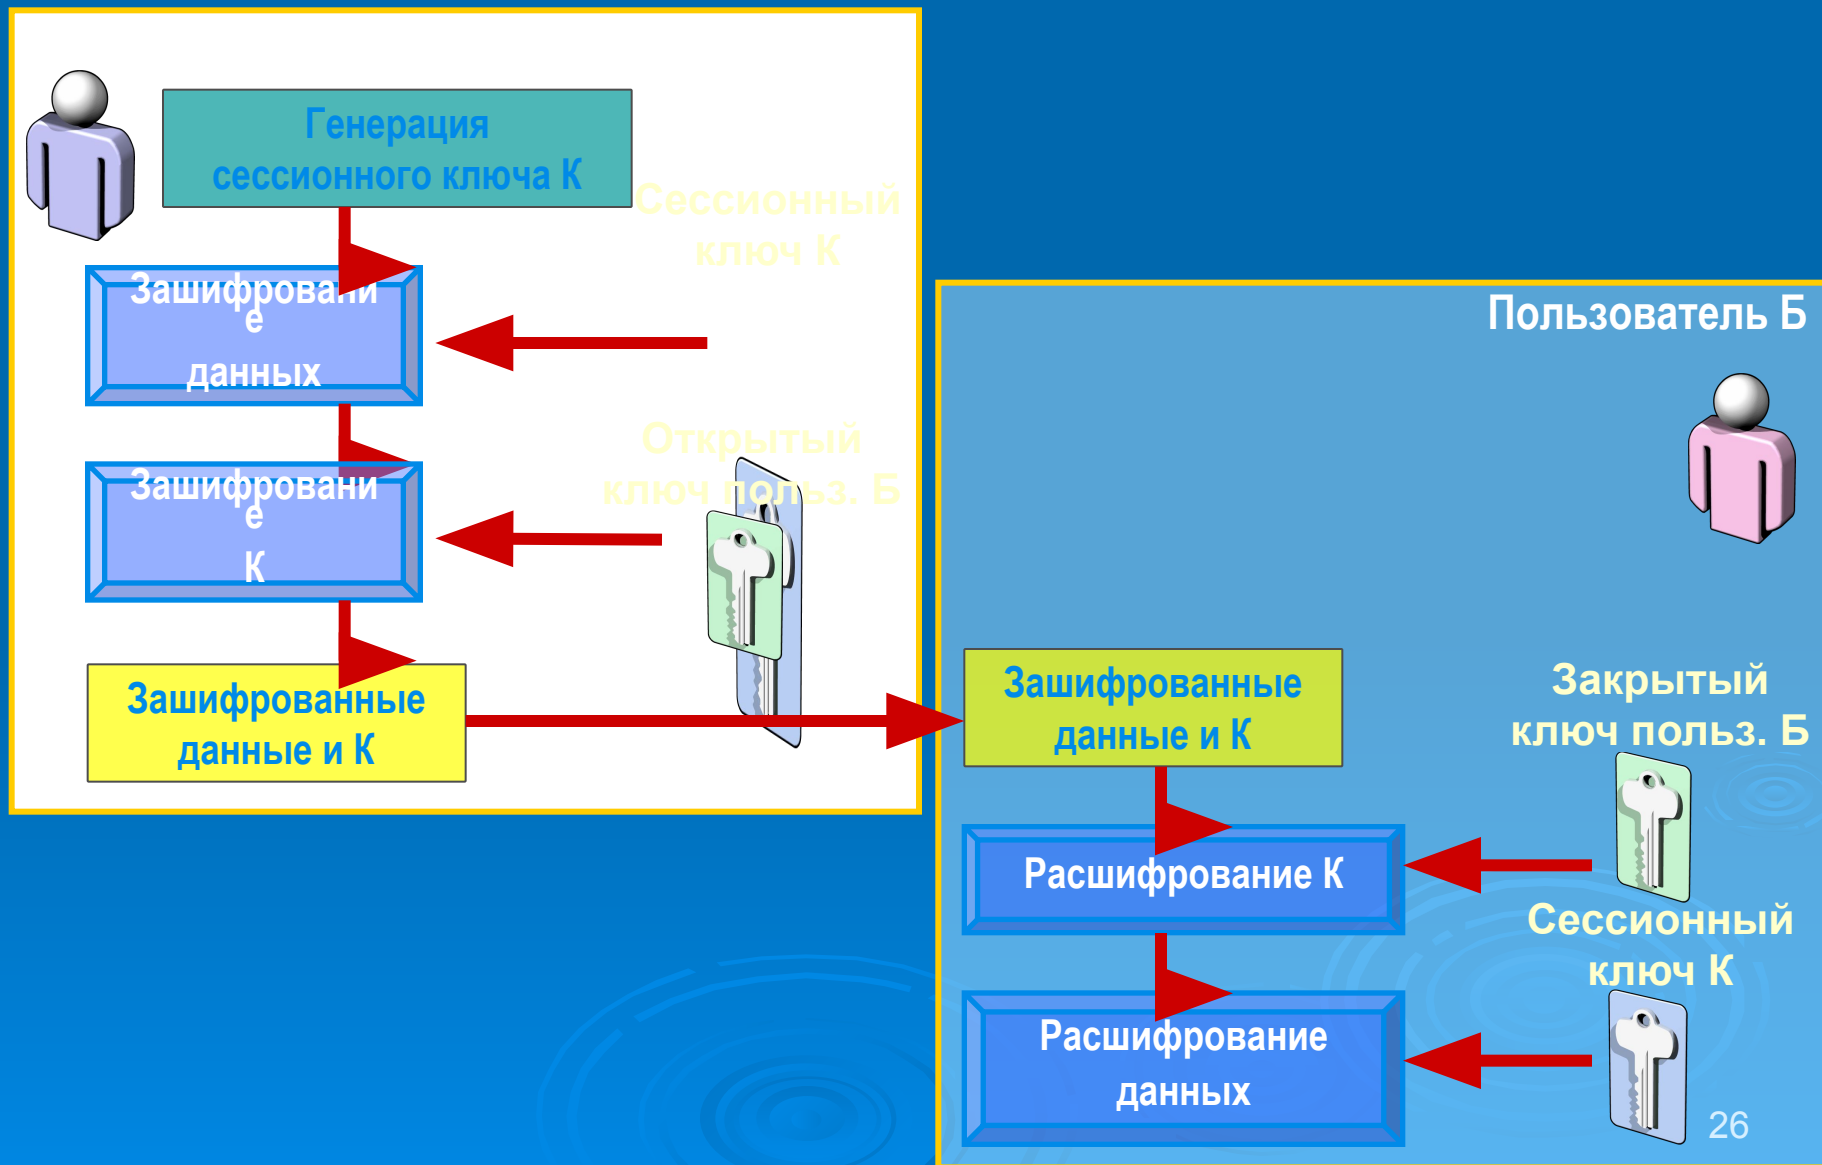 Генерация
сессионного ключа К
Сессионный
ключ К
Зашифровани
е
данных
Открытый
ключ польз. Б
Зашифровани
е
К
Зашифрованные
данные и К
Пользователь Б
Зашифрованные
данные и К
Закрытый
ключ польз. Б
Расшифрование К
Сессионный
ключ К
Расшифрование
данных
26